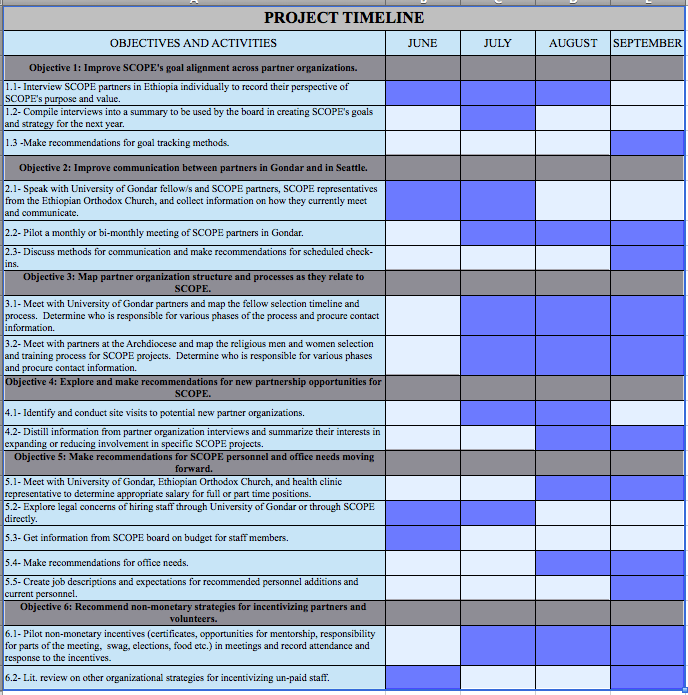 PROJECT TIMELINE
OBJECTIVES AND ACTIVITIES JUNE JULY AUGUST SEPTEMBER
Objective 1: Improve SCOPE's goal alignment across partner organizations.
1.1- Interview SCOPE partners in Ethiopia individually to record their perspective of
SCOPE's purpose and value.
1.2- Compile interviews into a summary to be used by the board in creating SCOPE's goals
and strategy for the next year.
1.3 -Make recommendations for goal tracking methods.
Objective 2: Improve communication between partners in Gondar and in Seattle.
2.1- Speak with University of Gondar fellow/s and SCOPE partners, SCOPE representatives
from the Ethiopian Orthodox Church, and collect information on how they currently meet
and communicate.
2.2- Pilot a monthly or bi-monthly meeting of SCOPE partners in Gondar.
2.3- Discuss methods for communication and make recommendations for scheduled check-
ins.
Objective 3: Map partner organization structure and processes as they relate to
SCOPE.
3.1- Meet with University of Gondar partners and map the fellow selection timeline and
process. Determine who is responsible for various phases of the process and procure contact
information.
3.2- Meet with partners at the Archdiocese and map the religious men and women selection
and training process for SCOPE projects. Determine who is responsible for various phases
and procure contact information.
Objective 4: Explore and make recommendations for new partnership opportunities for
SCOPE.
4.1- Identify and conduct site visits to potential new partner organizations.
4.2- Distill information from partner organization interviews and summarize their interests in
expanding or reducing involvement in specific SCOPE projects.
Objective 5: Make recommendations for SCOPE personnel and office needs moving
forward.
5.1- Meet with University of Gondar, Ethiopian Orthodox Church, and health clinic
representative to determine appropriate salary for full or part time positions.
5.2- Explore legal concerns of hiring staff through University of Gondar or through SCOPE
directly.
5.3- Get information from SCOPE board on budget for staff members.
5.4- Make recommendations for office needs.
5.5- Create job descriptions and expectations for recommended personnel additions and
current personnel.
Objective 6: Recommend non-monetary strategies for incentivizing partners and
volunteers.
6.1- Pilot non-monetary incentives (certificates, opportunities for mentorship, responsibility
for parts of the meeting, swag, elections, food etc.) in meetings and record attendance and
response to the incentives.
6.2- Lit. review on other organizational strategies for incentivizing un-paid staff.